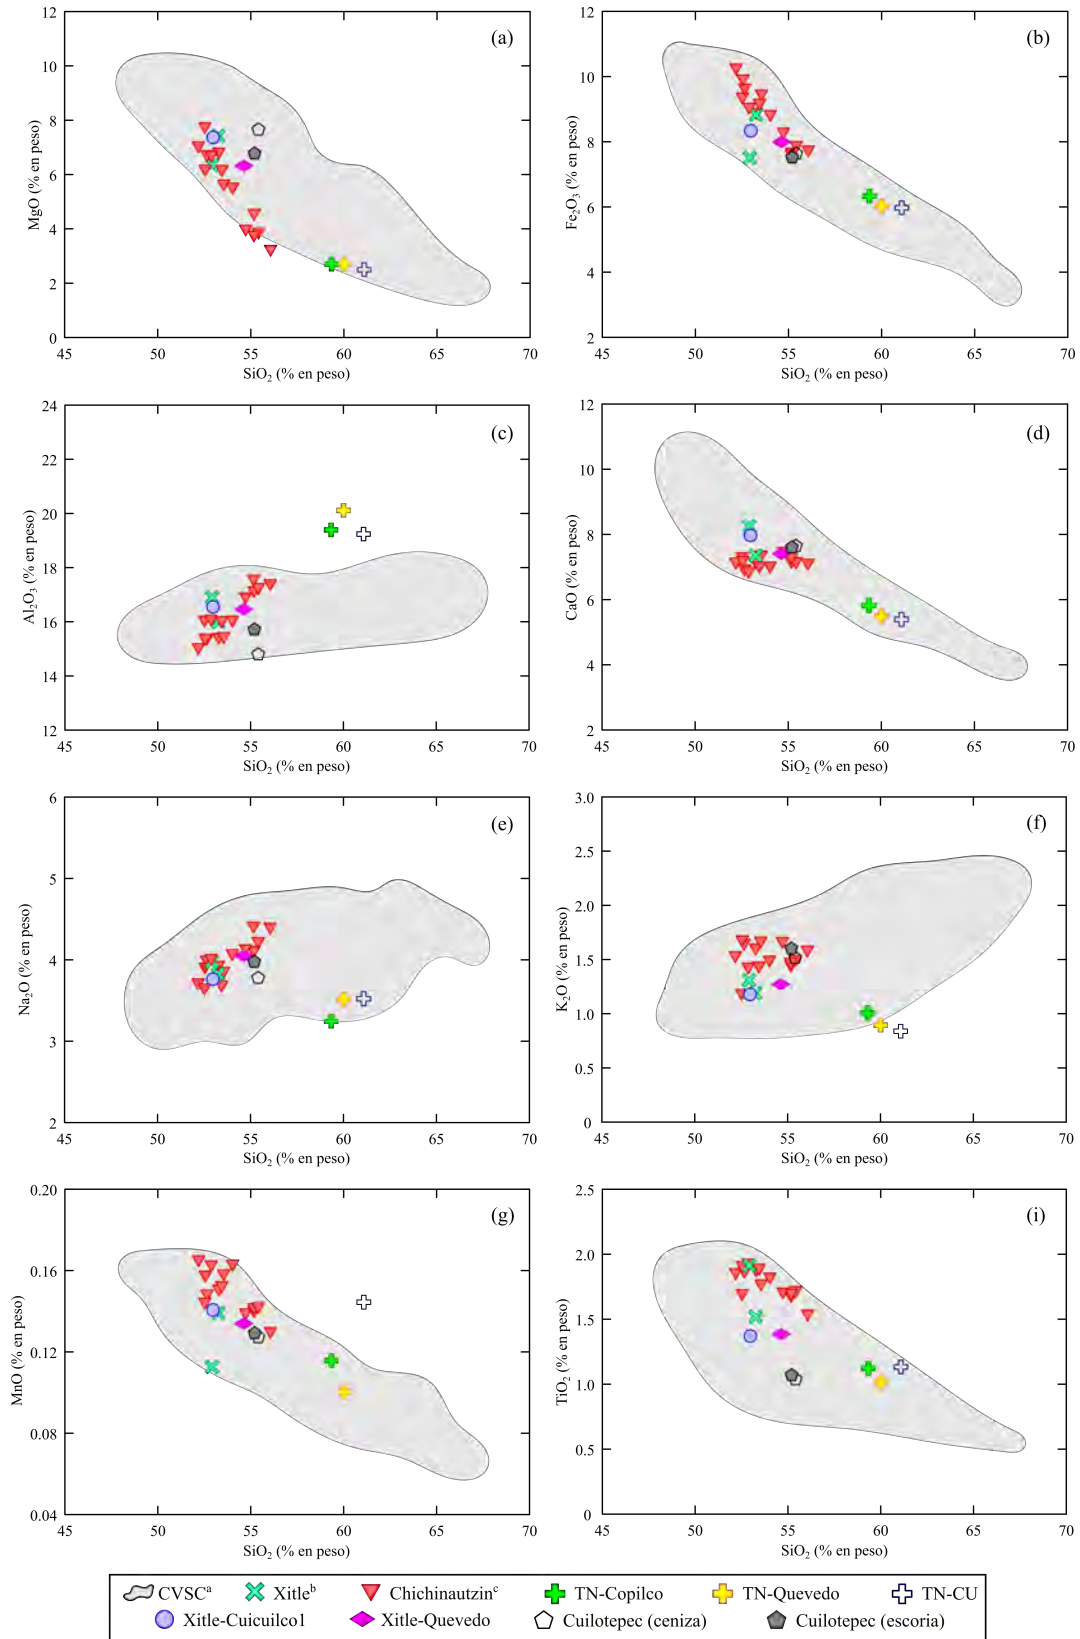 12
10
8
6
4
2
0
MgO (% en peso)
(a)
45 50 55 60 65 70
SiO₂ (% en peso)
12
10
8
6
4
2
Fe₂O₃ (% en peso)
(b)
45 50 55 60 65 70
SiO₂ (% en peso)
24
22
20
18
16
14
12
Al₂O₃ (% en peso)
(c)
45 50 55 60 65 70
SiO₂ (% en peso)
12
10
8
6
4
2
CaO (% en peso)
(d)
45 50 55 60 65 70
SiO₂ (% en peso)
6
5
4
3
2
Na₂O (% en peso)
(e)
45 50 55 60 65 70
SiO₂ (% en peso)
3.0
2.5
2.0
1.5
1.0
0.5
0
K₂O (% en peso)
(f)
45 50 55 60 65 70
SiO₂ (% en peso)
0.20
0.16
0.12
0.08
0.04
MnO (% en peso)
(g)
45 50 55 60 65 70
SiO₂ (% en peso)
2.5
2.0
1.5
1.0
0.5
0
TiO₂ (% en peso)
(i)
45 50 55 60 65 70
SiO₂ (% en peso)
CVSCᵃ Xitleᵇ Chichinautzinᶜ TN-Copilco TN-Quevedo TN-CU
Xitle-Cuicuilco1 Xitle-Quevedo Cuilotepec (ceniza) Cuilotepec (escoria)